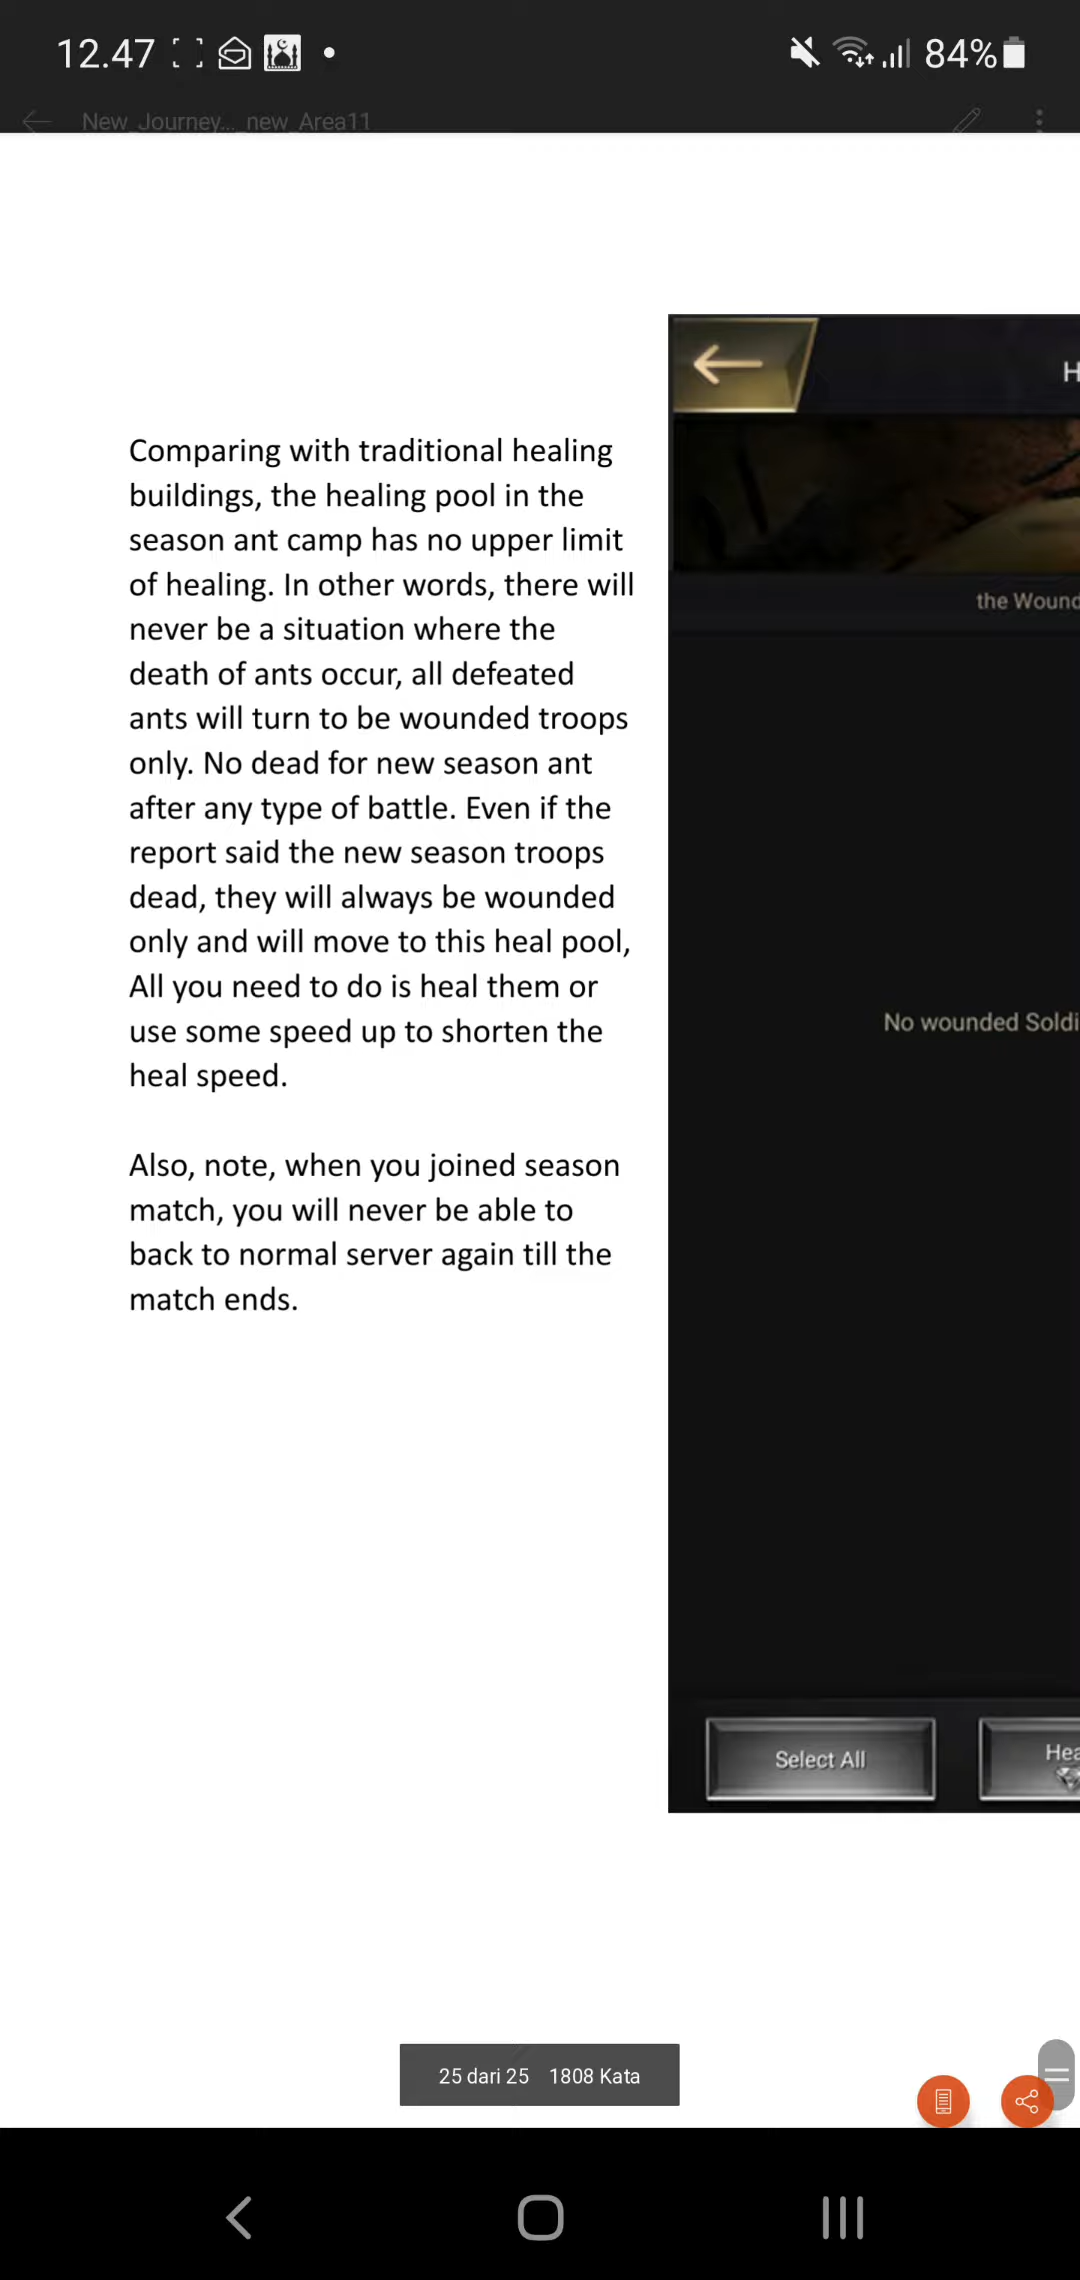 12.47
84%
New_Journey..._new_Area11
Comparing with traditional healing
buildings, the healing pool in the
season ant camp has no upper limit
of healing. In other words, there will
never be a situation where the
death of ants occur, all defeated
ants will turn to be wounded troops
only. No dead for new season ant
after any type of battle. Even if the
report said the new season troops
dead, they will always be wounded
only and will move to this heal pool,
All you need to do is heal them or
use some speed up to shorten the
heal speed.
Also, note, when you joined season
match, you will never be able to
back to normal server again till the
match ends.
H
the Wound
No wounded Soldi
Select All
Hea
25 dari 25 1808 Kata